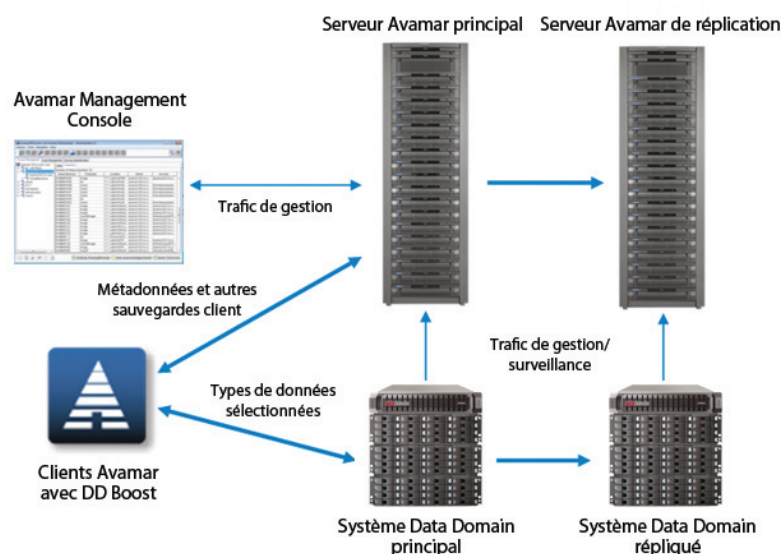 Serveur Avamar principal
Serveur Avamar de réplication
Avamar Management
Console
Trafic de gestion
Métadonnées et autres
sauvegardes client
Trafic de gestion/
surveillance
Types de données
sélectionnées
Clients Avamar
avec DD Boost
Système Data Domain
principal
Système Data Domain
répliqué